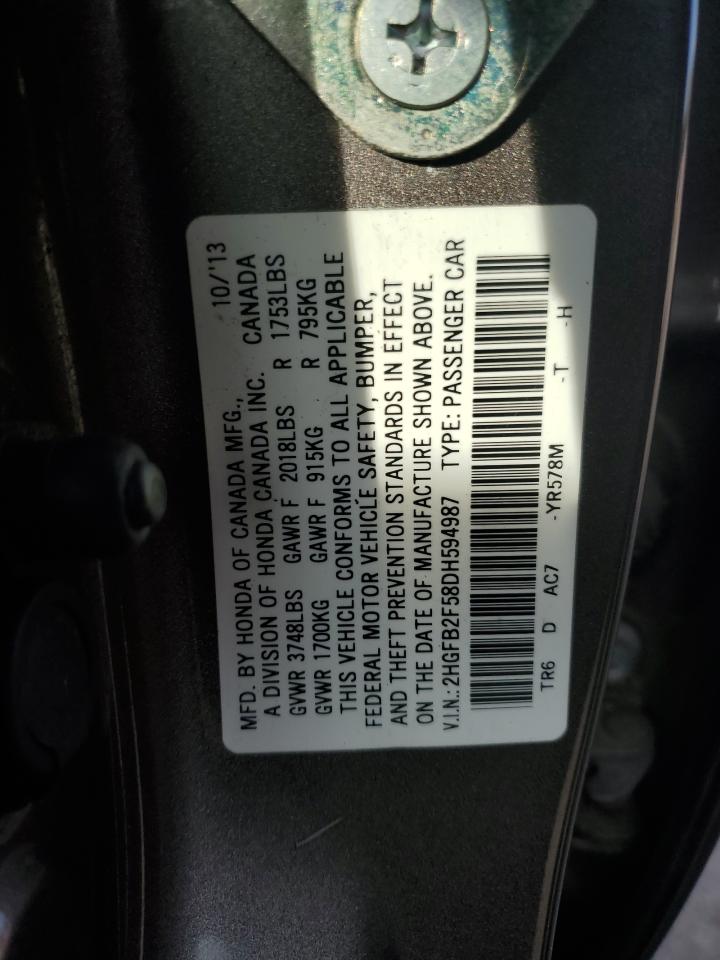 MFD. BY HONDA OF CANADA MFG., 10/'13
A DIVISION OF HONDA CANADA INC. CANADA
GVWR 3748LBS GAWR F 2018LBS R 1753LBS
GVWR 1700KG GAWR F 915KG R 795KG
THIS VEHICLE CONFORMS TO ALL APPLICABLE
FEDERAL MOTOR VEHICLE SAFETY, BUMPER,
AND THEFT PREVENTION STANDARDS IN EFFECT
ON THE DATE OF MANUFACTURE SHOWN ABOVE.
V.I.N.: 2HGFB2F58DH594987 TYPE: PASSENGER CAR
TR6 D AC7 -YR578M -T -H